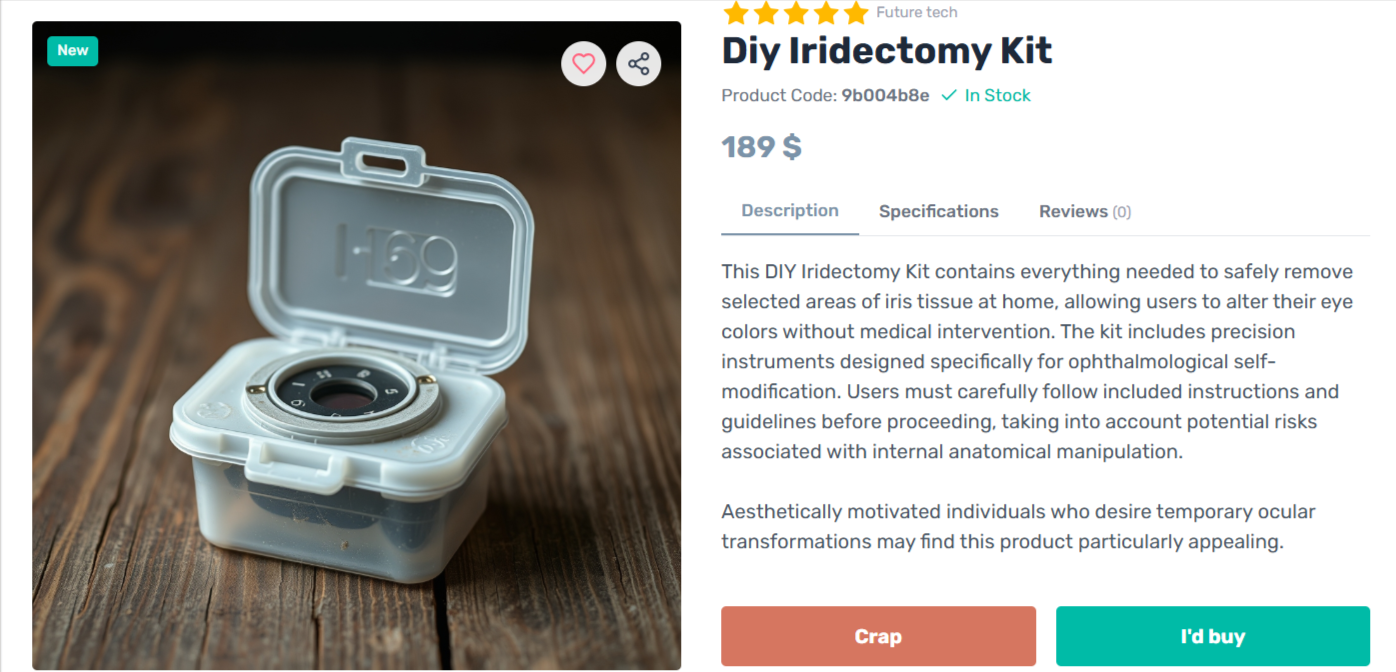 New
Future tech
Diy Iridectomy Kit
Product Code: 9b004b8e In Stock
189 $
Description Specifications Reviews (0)
This DIY Iridectomy Kit contains everything needed to safely remove
selected areas of iris tissue at home, allowing users to alter their eye
colors without medical intervention. The kit includes precision
instruments designed specifically for ophthalmological self-
modification. Users must carefully follow included instructions and
guidelines before proceeding, taking into account potential risks
associated with internal anatomical manipulation.
Aesthetically motivated individuals who desire temporary ocular
transformations may find this product particularly appealing.
Crap I'd buy